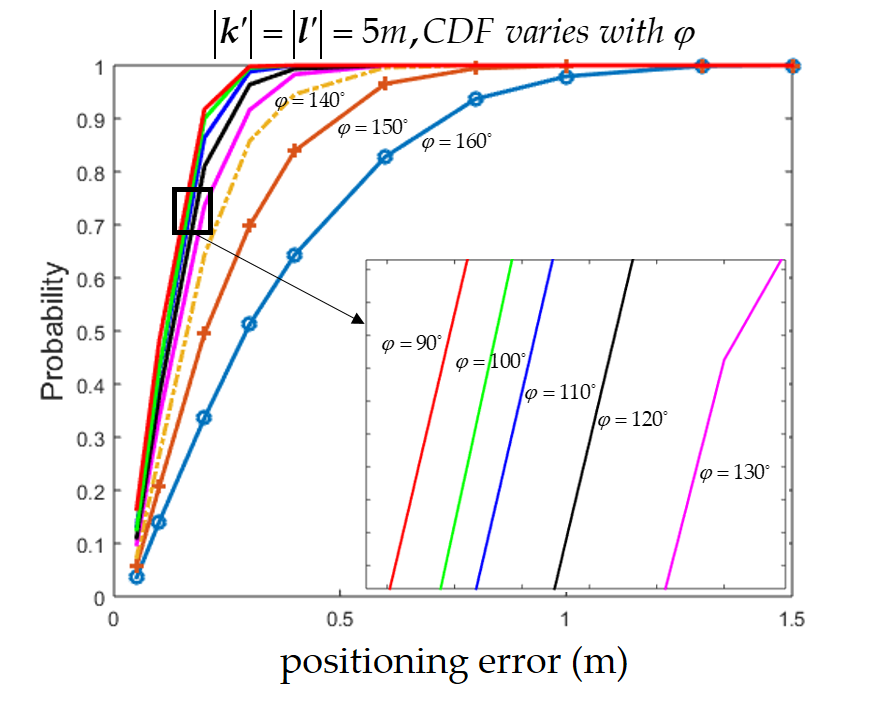 |k′| = |l′| = 5m, CDF varies with φ
1
0.9
0.8
0.7
0.6
0.5
0.4
0.3
0.2
0.1
0
Probability
φ = 140°
φ = 150°
φ = 160°
φ = 90°
φ = 100°
φ = 110°
φ = 120°
φ = 130°
0
0.5
1
1.5
positioning error (m)